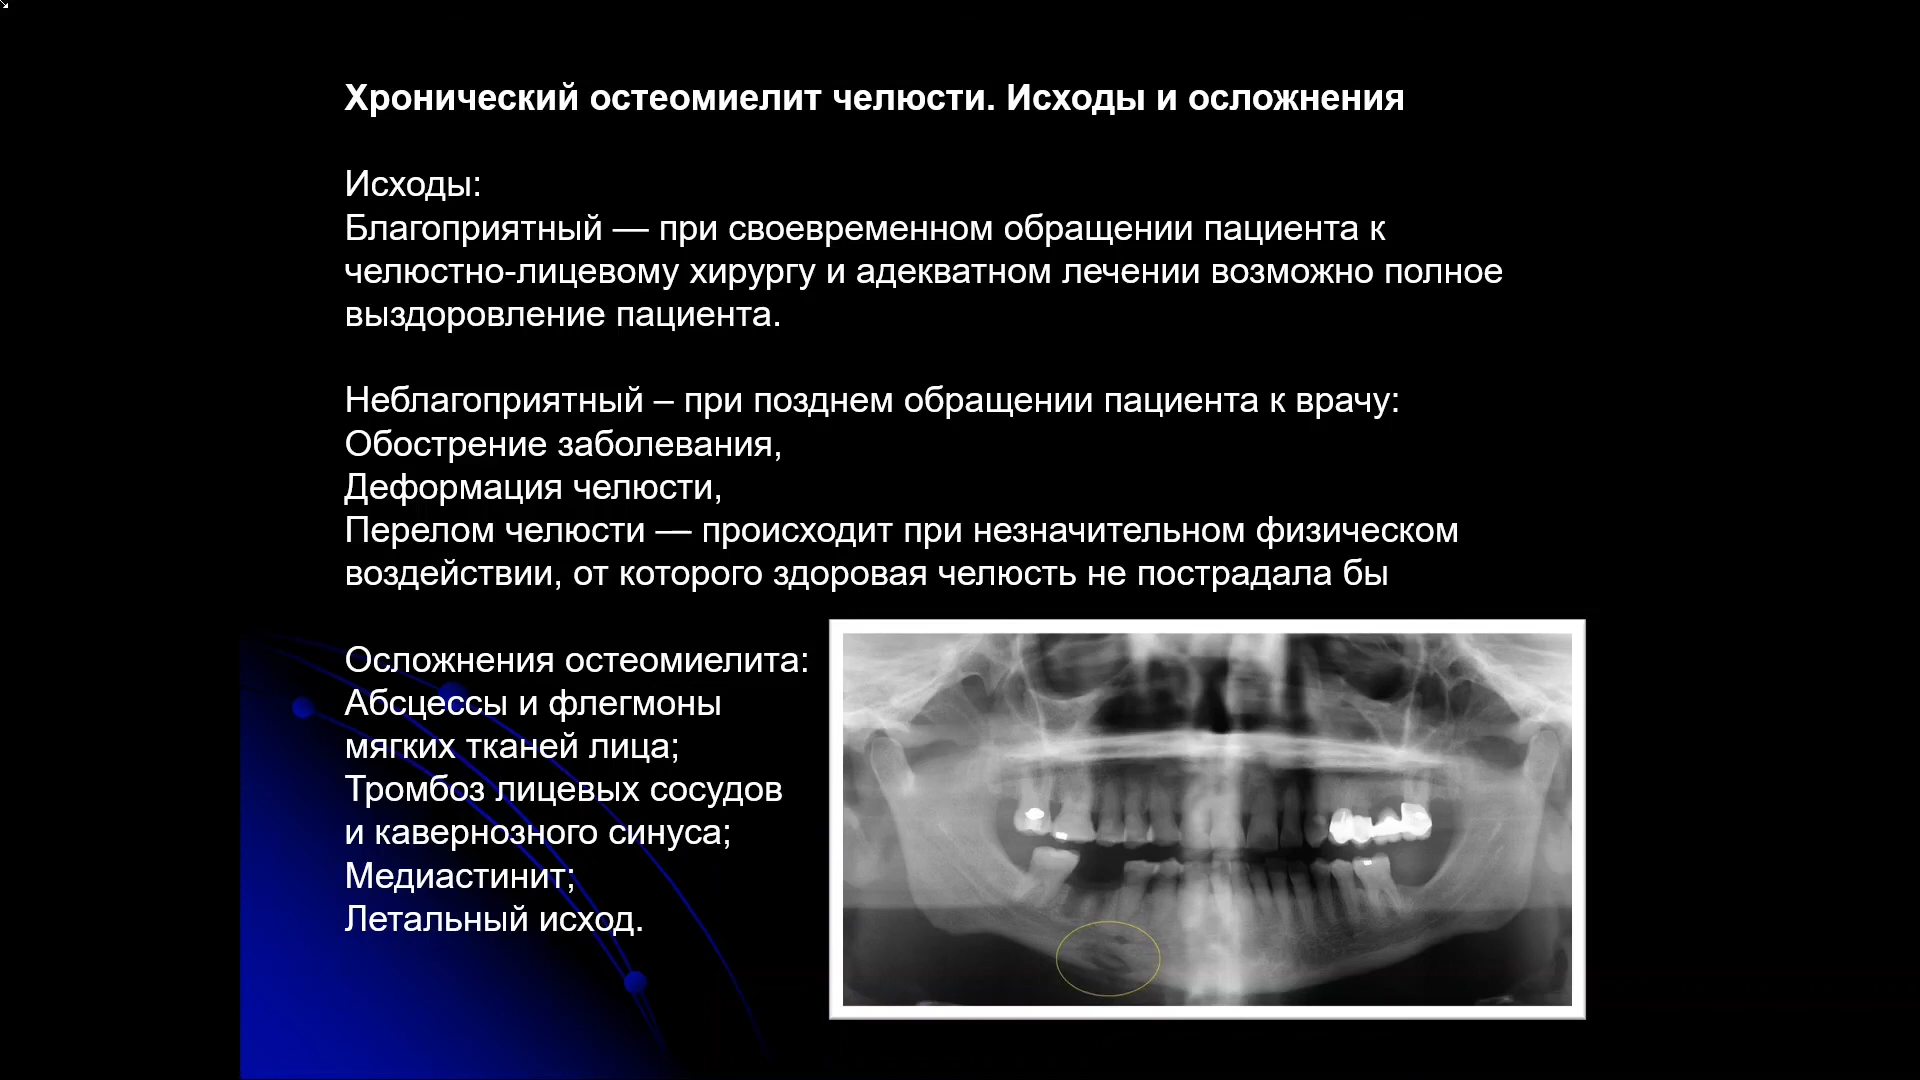 Хронический остеомиелит челюсти. Исходы и осложнения
Исходы:
Благоприятный — при своевременном обращении пациента к
челюстно-лицевому хирургу и адекватном лечении возможно полное
выздоровление пациента.
Неблагоприятный – при позднем обращении пациента к врачу:
Обострение заболевания,
Деформация челюсти,
Перелом челюсти — происходит при незначительном физическом
воздействии, от которого здоровая челюсть не пострадала бы
Осложнения остеомиелита:
Абсцессы и флегмоны
мягких тканей лица;
Тромбоз лицевых сосудов
и кавернозного синуса;
Медиастинит;
Летальный исход.